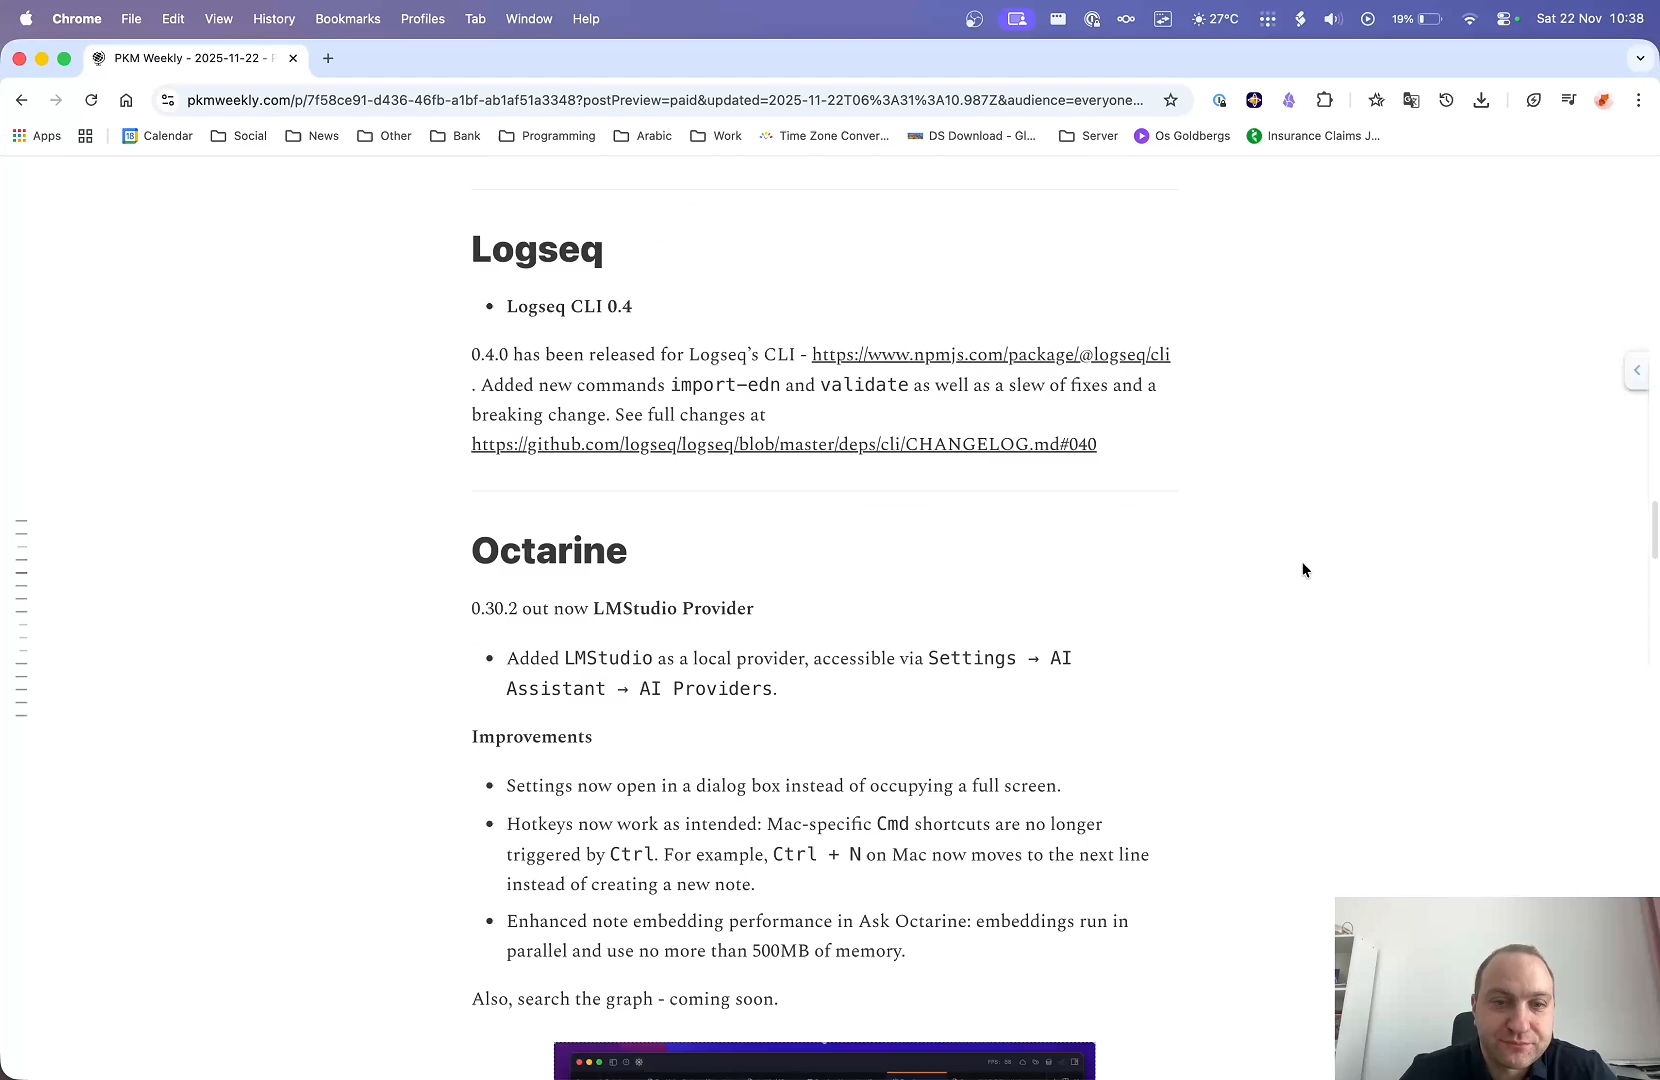 Chrome File Edit View History Bookmarks Profiles Tab Window Help 27°C 19% Sat 22 Nov 10:38
PKM Weekly - 2025-11-22 -
pkmweekly.com/p/7f58ce91-d436-46fb-a1bf-ab1af51a3348?postPreview=paid&updated=2025-11-22T06%3A31%3A10.987Z&audience=everyone...
Apps Calendar Social News Other Bank Programming Arabic Work Time Zone Conver... DS Download - Gl... Server Os Goldbergs Insurance Claims J...
Logseq
• Logseq CLI 0.4
0.4.0 has been released for Logseq’s CLI - https://www.npmjs.com/package/@logseq/cli
. Added new commands import-edn and validate as well as a slew of fixes and a
breaking change. See full changes at
https://github.com/logseq/logseq/blob/master/deps/cli/CHANGELOG.md#040
Octarine
0.30.2 out now LMStudio Provider
• Added LMStudio as a local provider, accessible via Settings → AI
Assistant → AI Providers.
Improvements
• Settings now open in a dialog box instead of occupying a full screen.
• Hotkeys now work as intended: Mac-specific Cmd shortcuts are no longer
triggered by Ctrl. For example, Ctrl + N on Mac now moves to the next line
instead of creating a new note.
• Enhanced note embedding performance in Ask Octarine: embeddings run in
parallel and use no more than 500MB of memory.
Also, search the graph - coming soon.